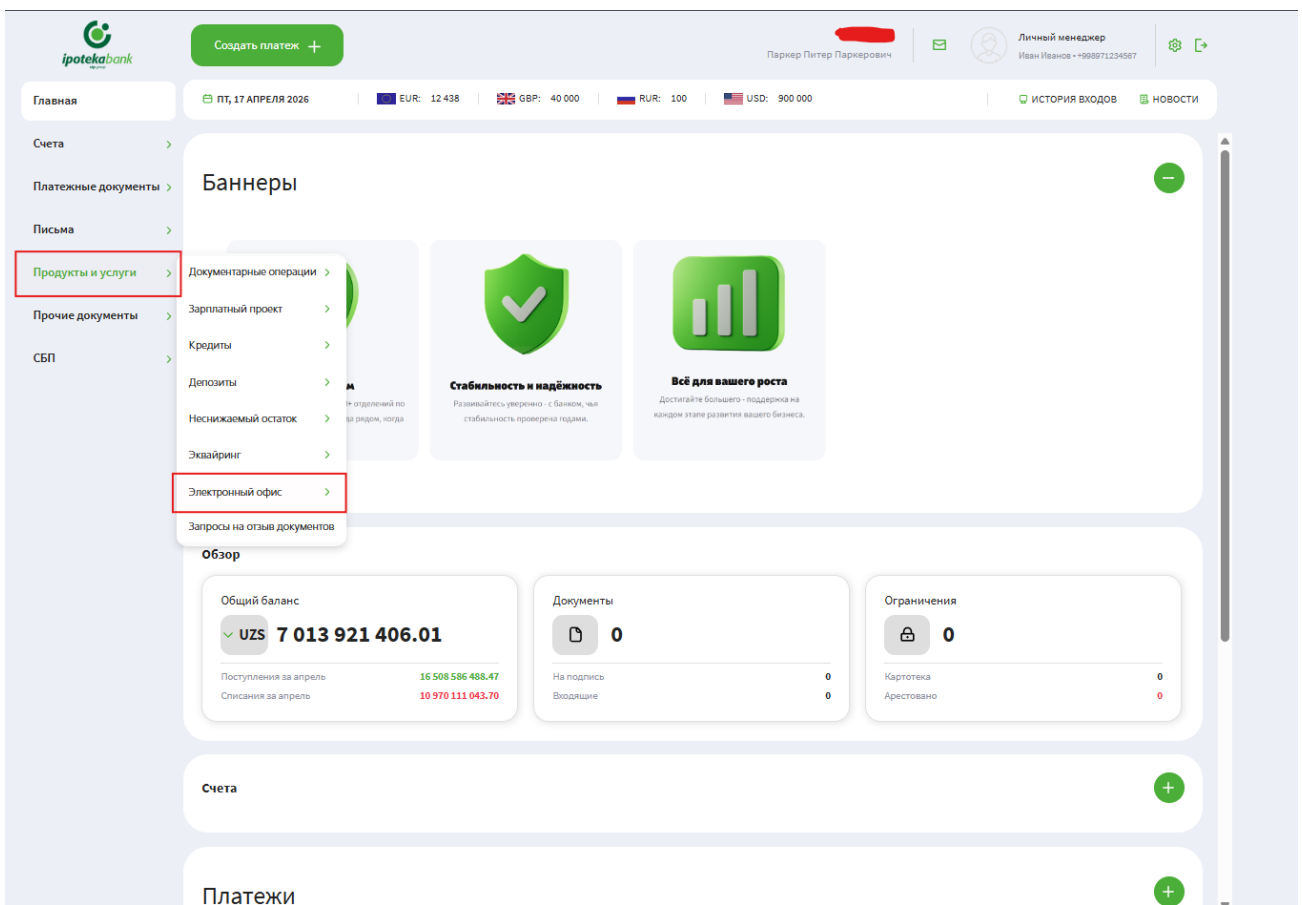 ipotekabank
Создать платеж
Паркер Питер Паркерович
Личный менеджер
Иван Иванов • +998971234567
Главная
ПТ, 17 АПРЕЛЯ 2026
EUR: 12 438
GBP: 40 000
RUR: 100
USD: 900 000
ИСТОРИЯ ВХОДОВ
НОВОСТИ
Счета
Платежные документы
Письма
Продукты и услуги
Прочие документы
СБП
Баннеры
Документарные операции
Зарплатный проект
Кредиты
Депозиты
Неснижаемый остаток
Эквайринг
Электронный офис
Запросы на отзыв документов
отделений по
рядом, когда
Стабильность и надёжность
Развивайтесь уверенно - с банком, чья
стабильность проверена годами.
Всё для вашего роста
Достигайте большего - поддержка на
каждом этапе развития вашего бизнеса.
Обзор
Общий баланс
UZS 7 013 921 406.01
Поступления за апрель 16 508 586 488.47
Списания за апрель 10 970 111 043.70
Документы
0
На подпись 0
Входящие 0
Ограничения
0
Картотека 0
Арестовано 0
Счета
Платежи